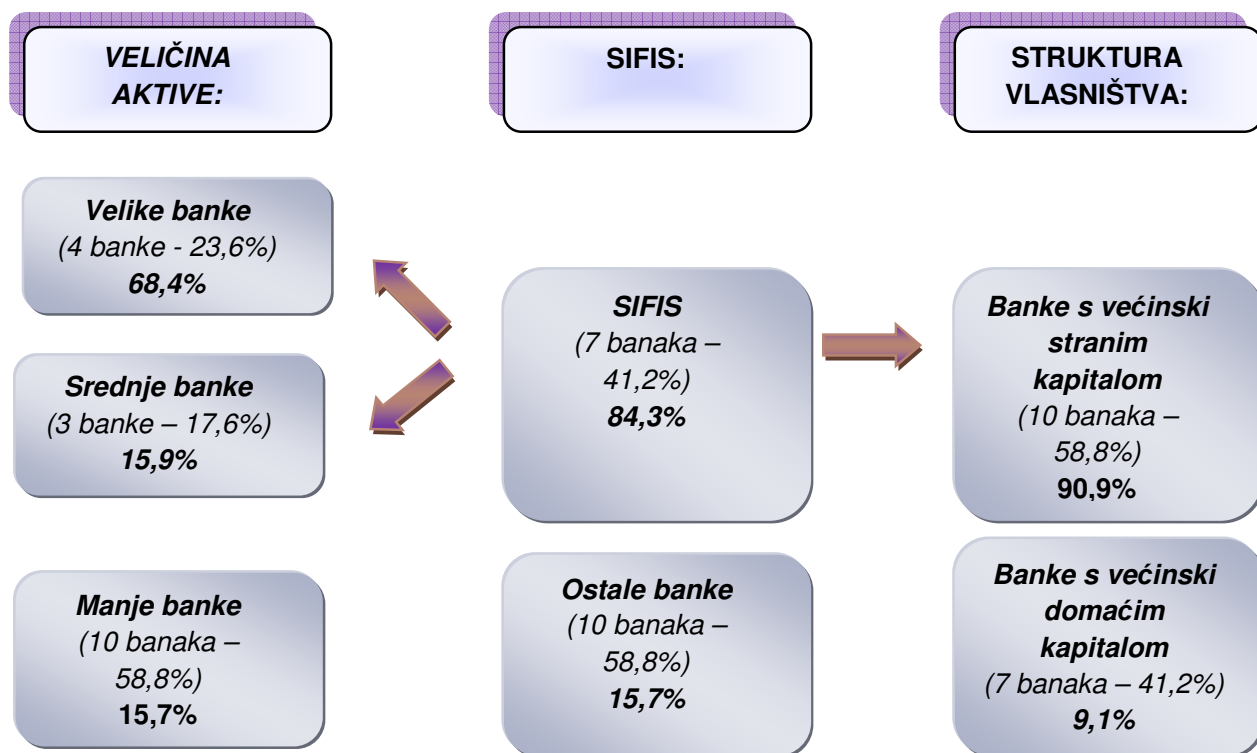 VELIČINA
AKTIVE:
Velike banke
(4 banke - 23,6%)
68,4%
Srednje banke
(3 banke – 17,6%)
15,9%
Manje banke
(10 banaka –
58,8%)
15,7%
SIFIS:
SIFIS
(7 banaka –
41,2%)
84,3%
Ostale banke
(10 banaka –
58,8%)
15,7%
STRUKTURA
VLASNIŠTVA:
Banke s većinski
stranim
kapitalom
(10 banaka –
58,8%)
90,9%
Banke s većinski
domaćim
kapitalom
(7 banaka – 41,2%)
9,1%